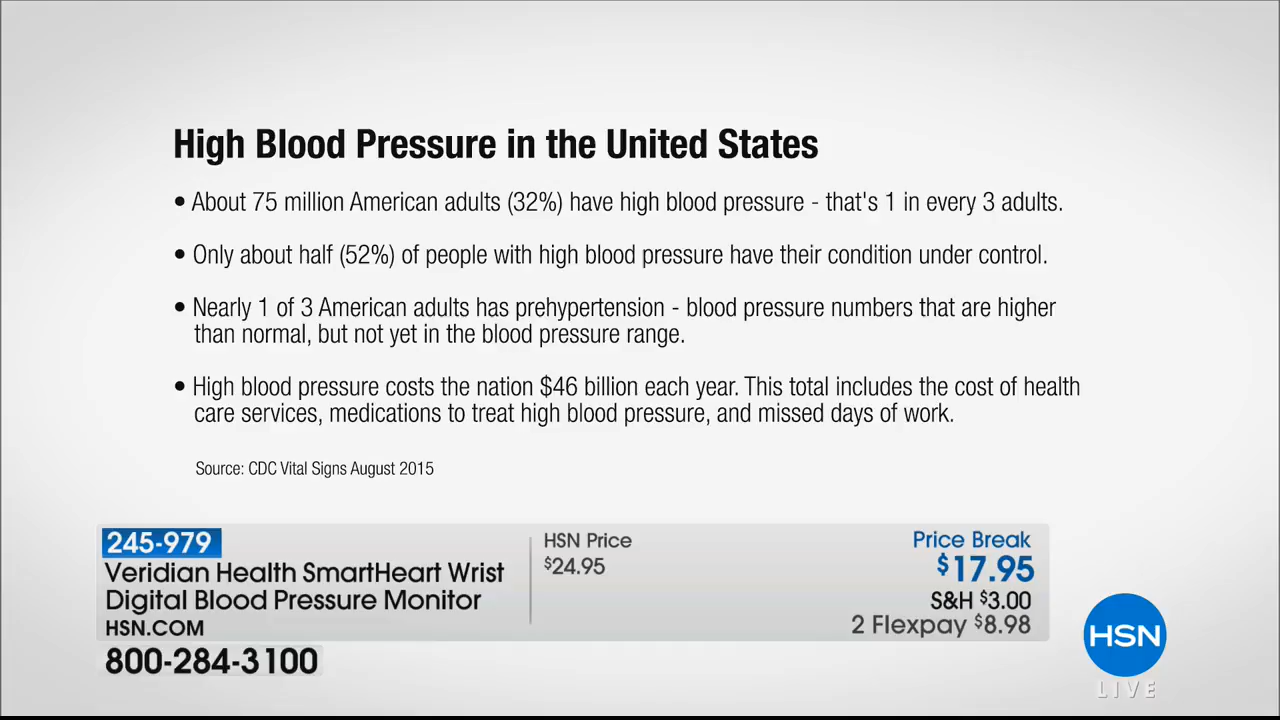 High Blood Pressure in the United States
• About 75 million American adults (32%) have high blood pressure - that's 1 in every 3 adults.
• Only about half (52%) of people with high blood pressure have their condition under control.
• Nearly 1 of 3 American adults has prehypertension - blood pressure numbers that are higher
than normal, but not yet in the blood pressure range.
• High blood pressure costs the nation $46 billion each year. This total includes the cost of health
care services, medications to treat high blood pressure, and missed days of work.
Source: CDC Vital Signs August 2015
245-979
Veridian Health SmartHeart Wrist
Digital Blood Pressure Monitor
HSN.COM
800-284-3100
HSN Price
$24.95
Price Break
$17.95
S&H $3.00
2 Flexpay $8.98
HSN
LIVE